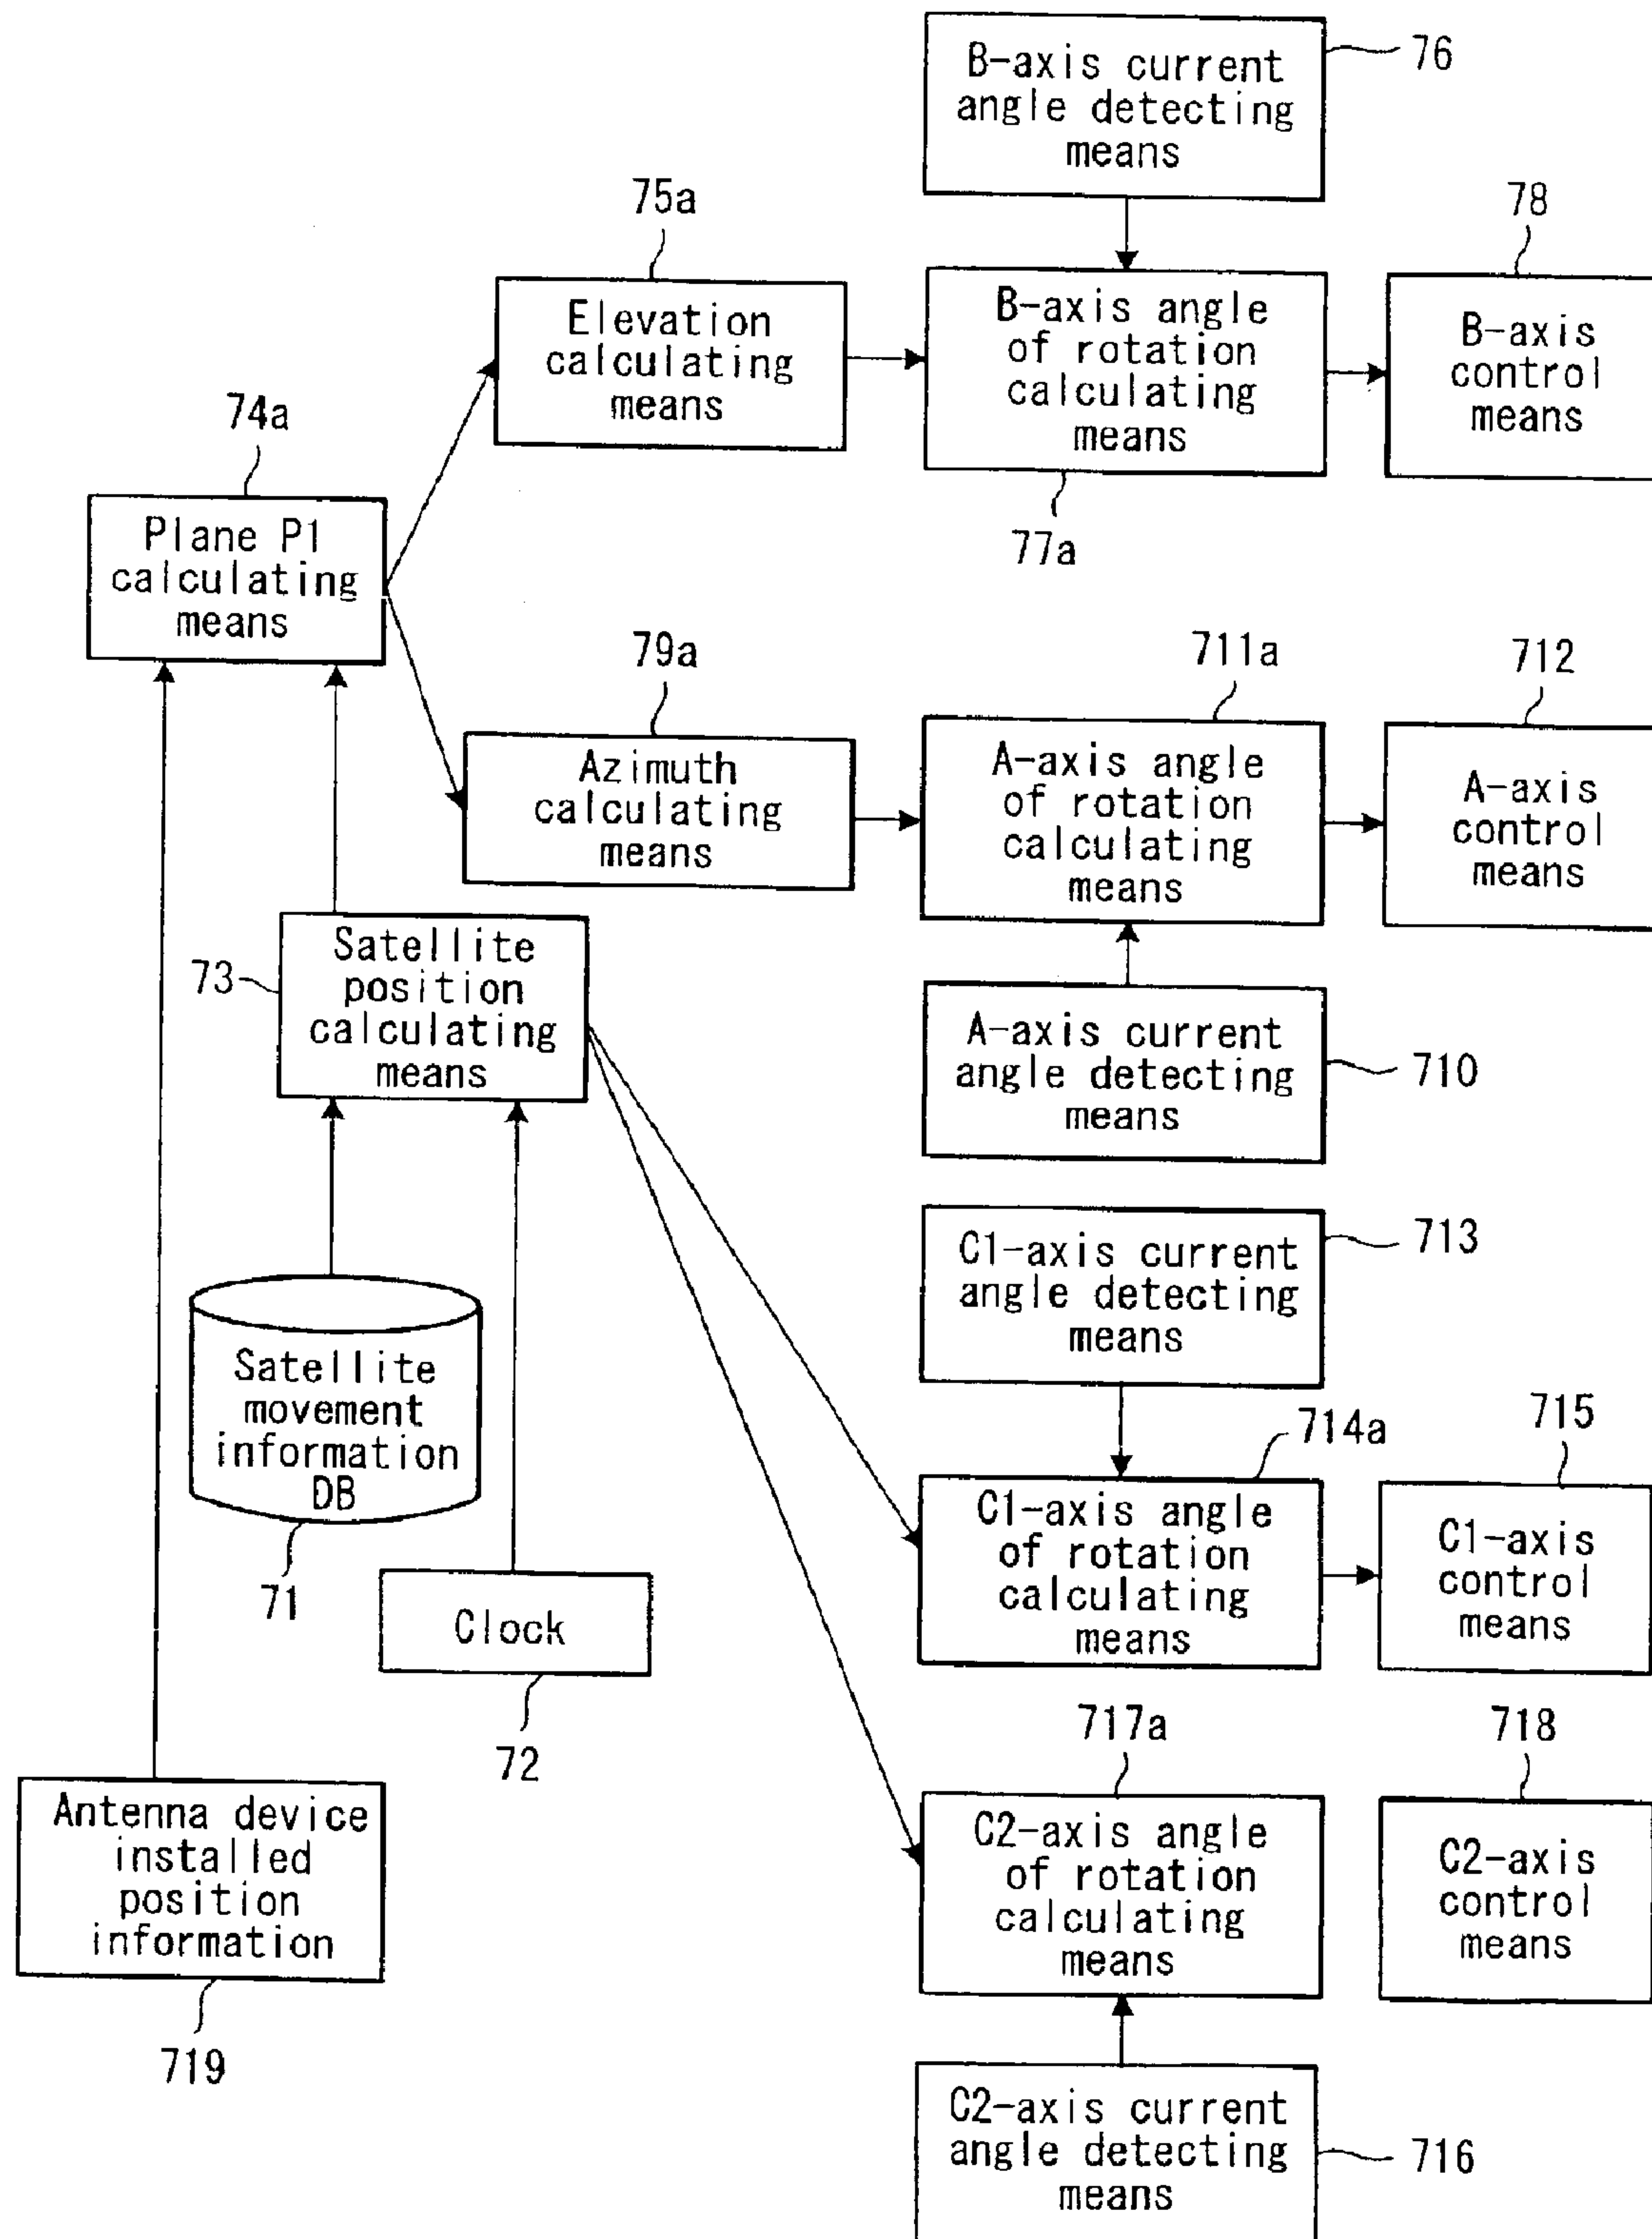 B-axis current
angle detecting
means
76
75a
78
Elevation
calculating
means
B-axis angle
of rotation
calculating
means
B-axis
control
means
74a
77a
Plane P1
calculating
means
79a
711a
712
Azimuth
calculating
means
A-axis angle
of rotation
calculating
means
A-axis
control
means
73
Satellite
position
calculating
means
A-axis current
angle detecting
means
710
C1-axis current
angle detecting
means
713
Satellite
movement
information
DB
71
714a
715
C1-axis angle
of rotation
calculating
means
C1-axis
control
means
Clock
72
717a
718
Antenna device
installed
position
information
719
C2-axis angle
of rotation
calculating
means
C2-axis
control
means
C2-axis current
angle detecting
means
716